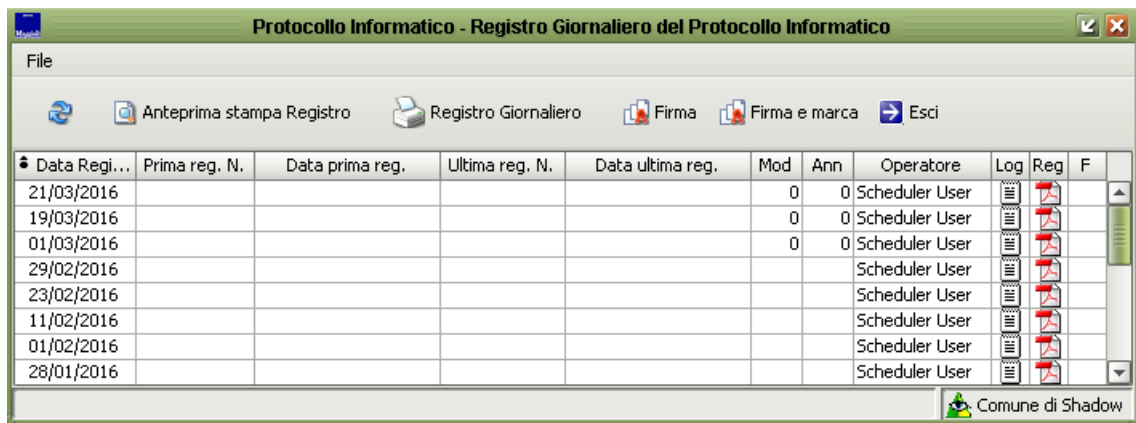 Protocollo Informatico - Registro Giornaliero del Protocollo Informatico
File
Anteprima stampa Registro Registro Giornaliero Firma Firma e marca Esci
Data Regi... Prima reg. N. Data prima reg. Ultima reg. N. Data ultima reg. Mod Ann Operatore Log Reg F
21/03/2016 0 0 Scheduler User
19/03/2016 0 0 Scheduler User
01/03/2016 0 0 Scheduler User
29/02/2016 Scheduler User
23/02/2016 Scheduler User
11/02/2016 Scheduler User
01/02/2016 Scheduler User
28/01/2016 Scheduler User
Comune di Shadow